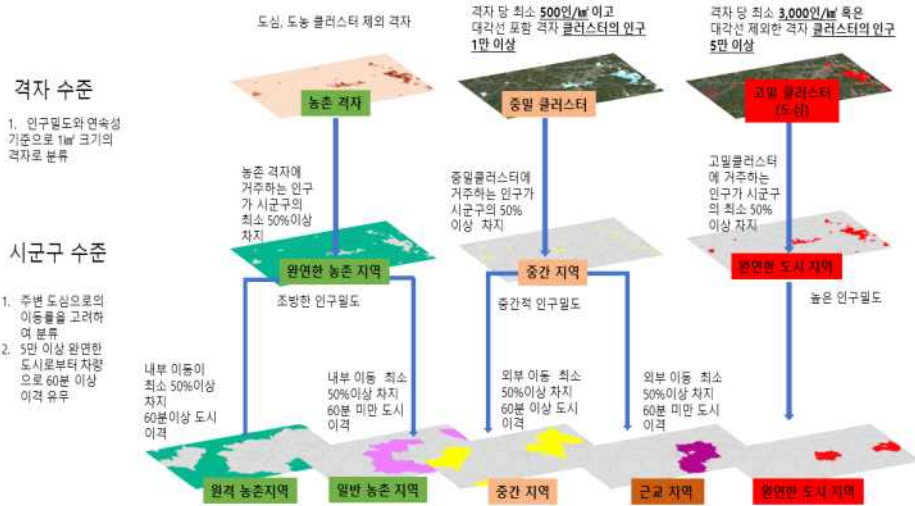 도심, 도농 클러스터 제외 격자
격자 당 최소 500인/㎢ 이고
대각선 포함 격자 클러스터의 인구
1만 이상
격자 당 최소 3,000인/㎢ 혹은
대각선 제외한 격자 클러스터의 인구
5만 이상
격자 수준
1. 인구밀도와 연속성
기준으로 1㎢ 크기의
격자로 분류
농촌 격자
중밀 클러스터
고밀 클러스터
(도심)
농촌 격자에
거주하는 인구
가 시군구의
최소 50%이상
차지
중밀클러스터에
거주하는 인구가
시군구의 50%
이상 차지
고밀클러스터
에 거주하는
인구가 시군구
의 최소 50%
이상 차지
시군구 수준
1. 주변 도심으로의
이동률을 고려하
여 분류
2. 5만 이상 완연한
도시로부터 차량
으로 60분 이상
이격 유무
완연한 농촌 지역
중간 지역
완연한 도시 지역
조방한 인구밀도
중간적 인구밀도
높은 인구밀도
내부 이동이
최소 50%이상
차지
60분이상 도시
이격
내부 이동 최소
50%이상 차지
60분 미만 도시
이격
외부 이동 최소
50%이상 차지
60분 이상 도시
이격
외부 이동 최소
50%이상 차지
60분 미만 도시
이격
원격 농촌지역
일반 농촌 지역
중간 지역
근교 지역
완연한 도시 지역